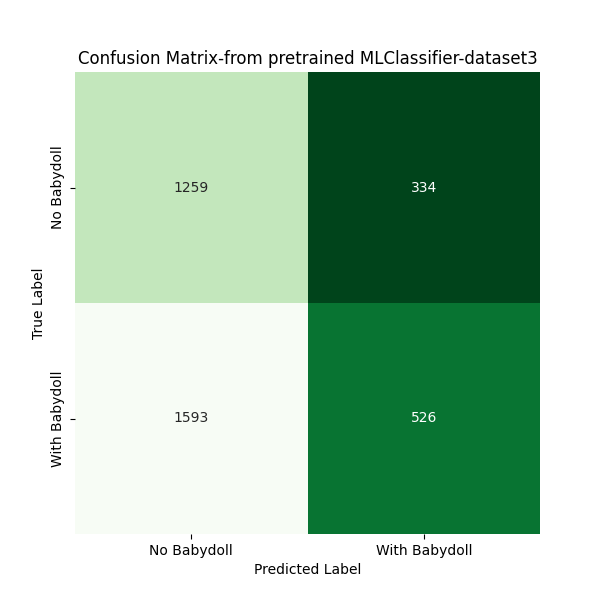 Confusion Matrix-from pretrained MLClassifier-dataset3
True Label
No Babydoll
1259
334
With Babydoll
1593
526
No Babydoll
With Babydoll
Predicted Label